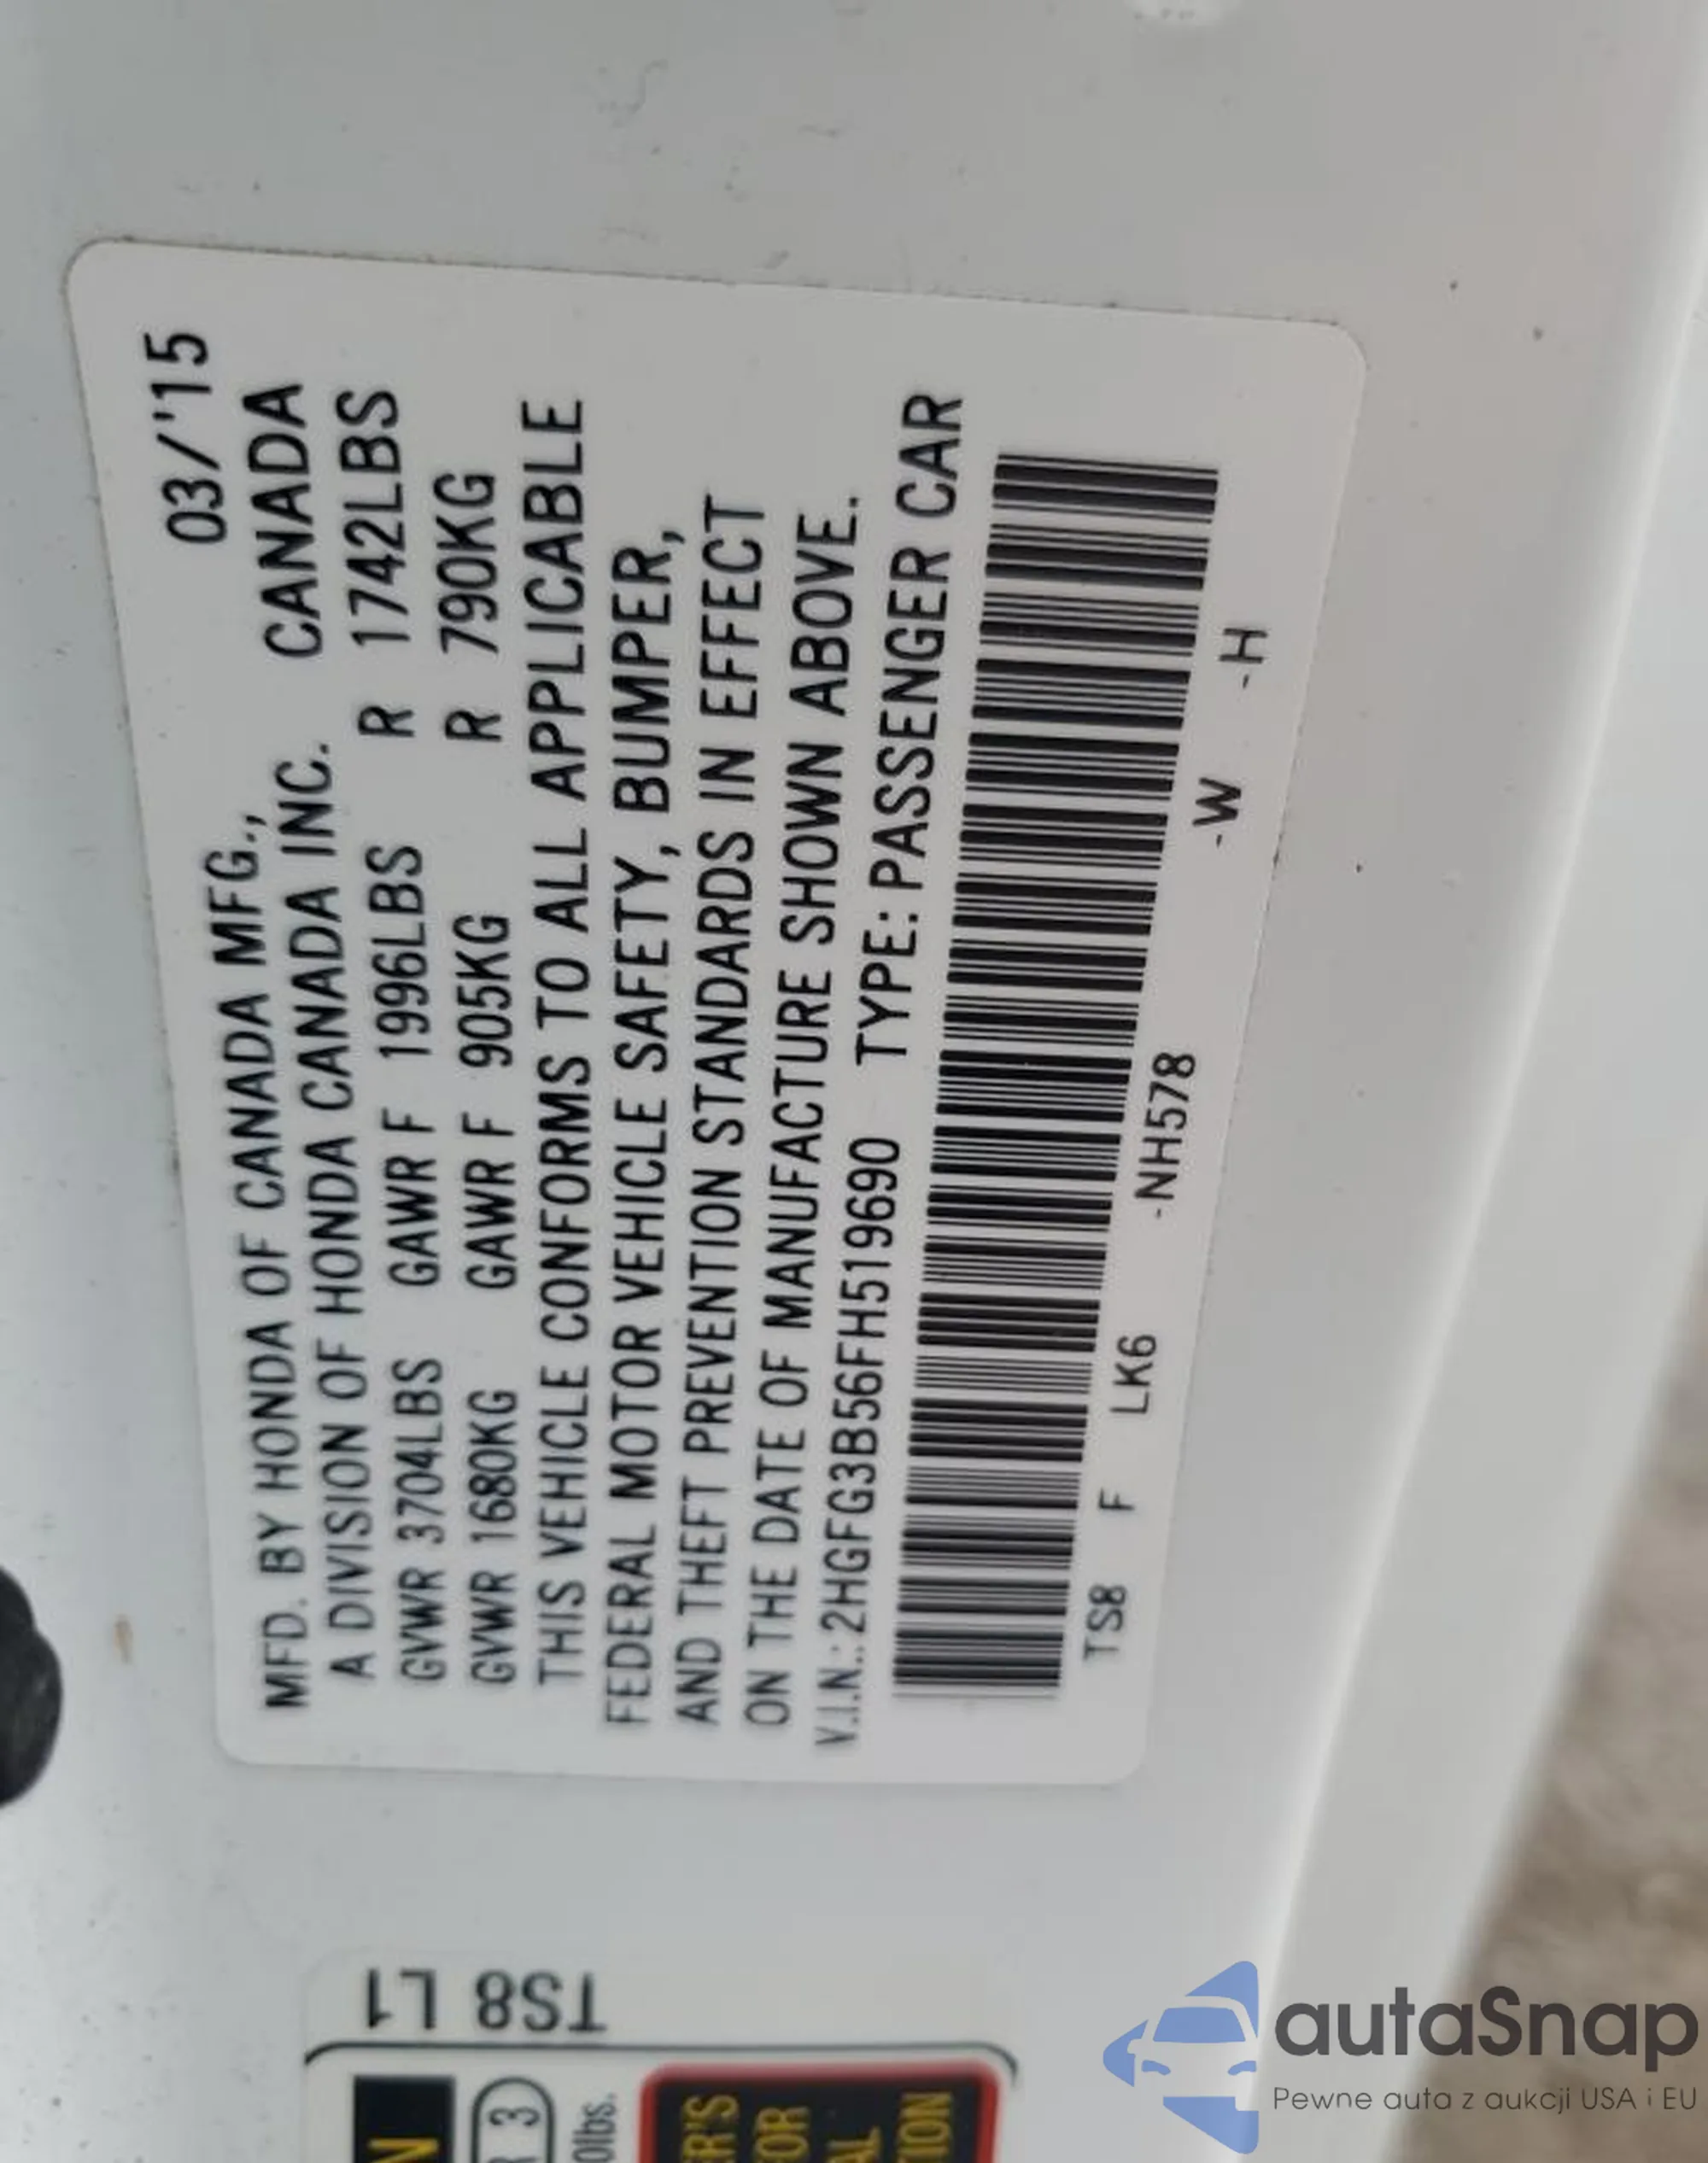 03/'15
MFD. BY HONDA OF CANADA MFG.,
A DIVISION OF HONDA CANADA INC. CANADA
GVWR 3704LBS GAWR F 1996LBS R 1742LBS
GVWR 1680KG GAWR F 905KG R 790KG
THIS VEHICLE CONFORMS TO ALL APPLICABLE
FEDERAL MOTOR VEHICLE SAFETY, BUMPER,
AND THEFT PREVENTION STANDARDS IN EFFECT
ON THE DATE OF MANUFACTURE SHOWN ABOVE.
V.I.N.:2HGFG3B56FH519690 TYPE: PASSENGER CAR
TS8 F LK6 -NH578 -W -H
TS8 L1
3
0lbs.
autaSnap
Pewne auta z aukcji USA i EU